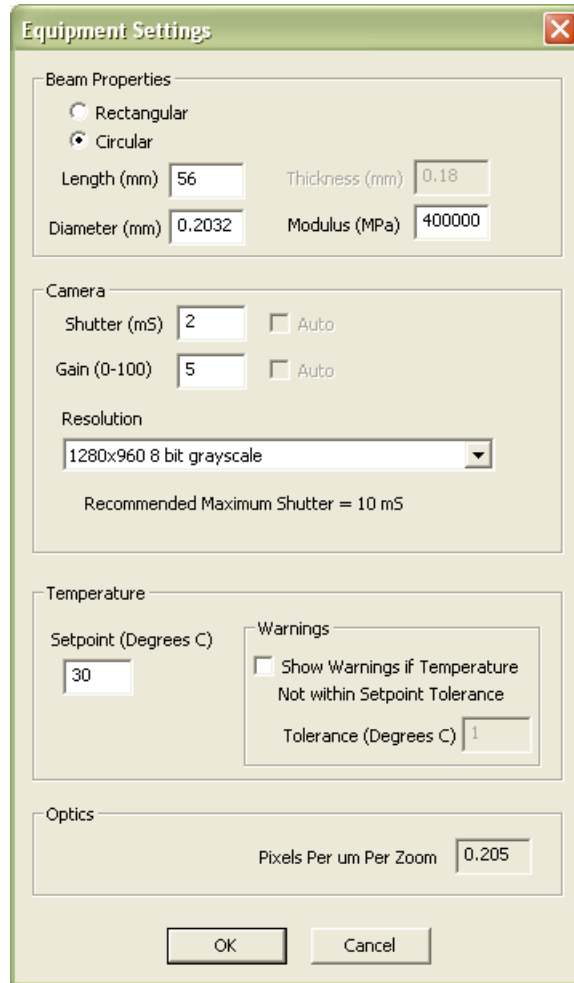 Equipment Settings
Beam Properties
Rectangular
Circular
Length (mm) 56 Thickness (mm) 0.18
Diameter (mm) 0.2032 Modulus (MPa) 400000
Camera
Shutter (mS) 2 Auto
Gain (0-100) 5 Auto
Resolution
1280x960 8 bit grayscale
Recommended Maximum Shutter = 10 mS
Temperature
Setpoint (Degrees C)
30
Warnings
Show Warnings if Temperature
Not within Setpoint Tolerance
Tolerance (Degrees C) 1
Optics
Pixels Per um Per Zoom 0.205
OK Cancel